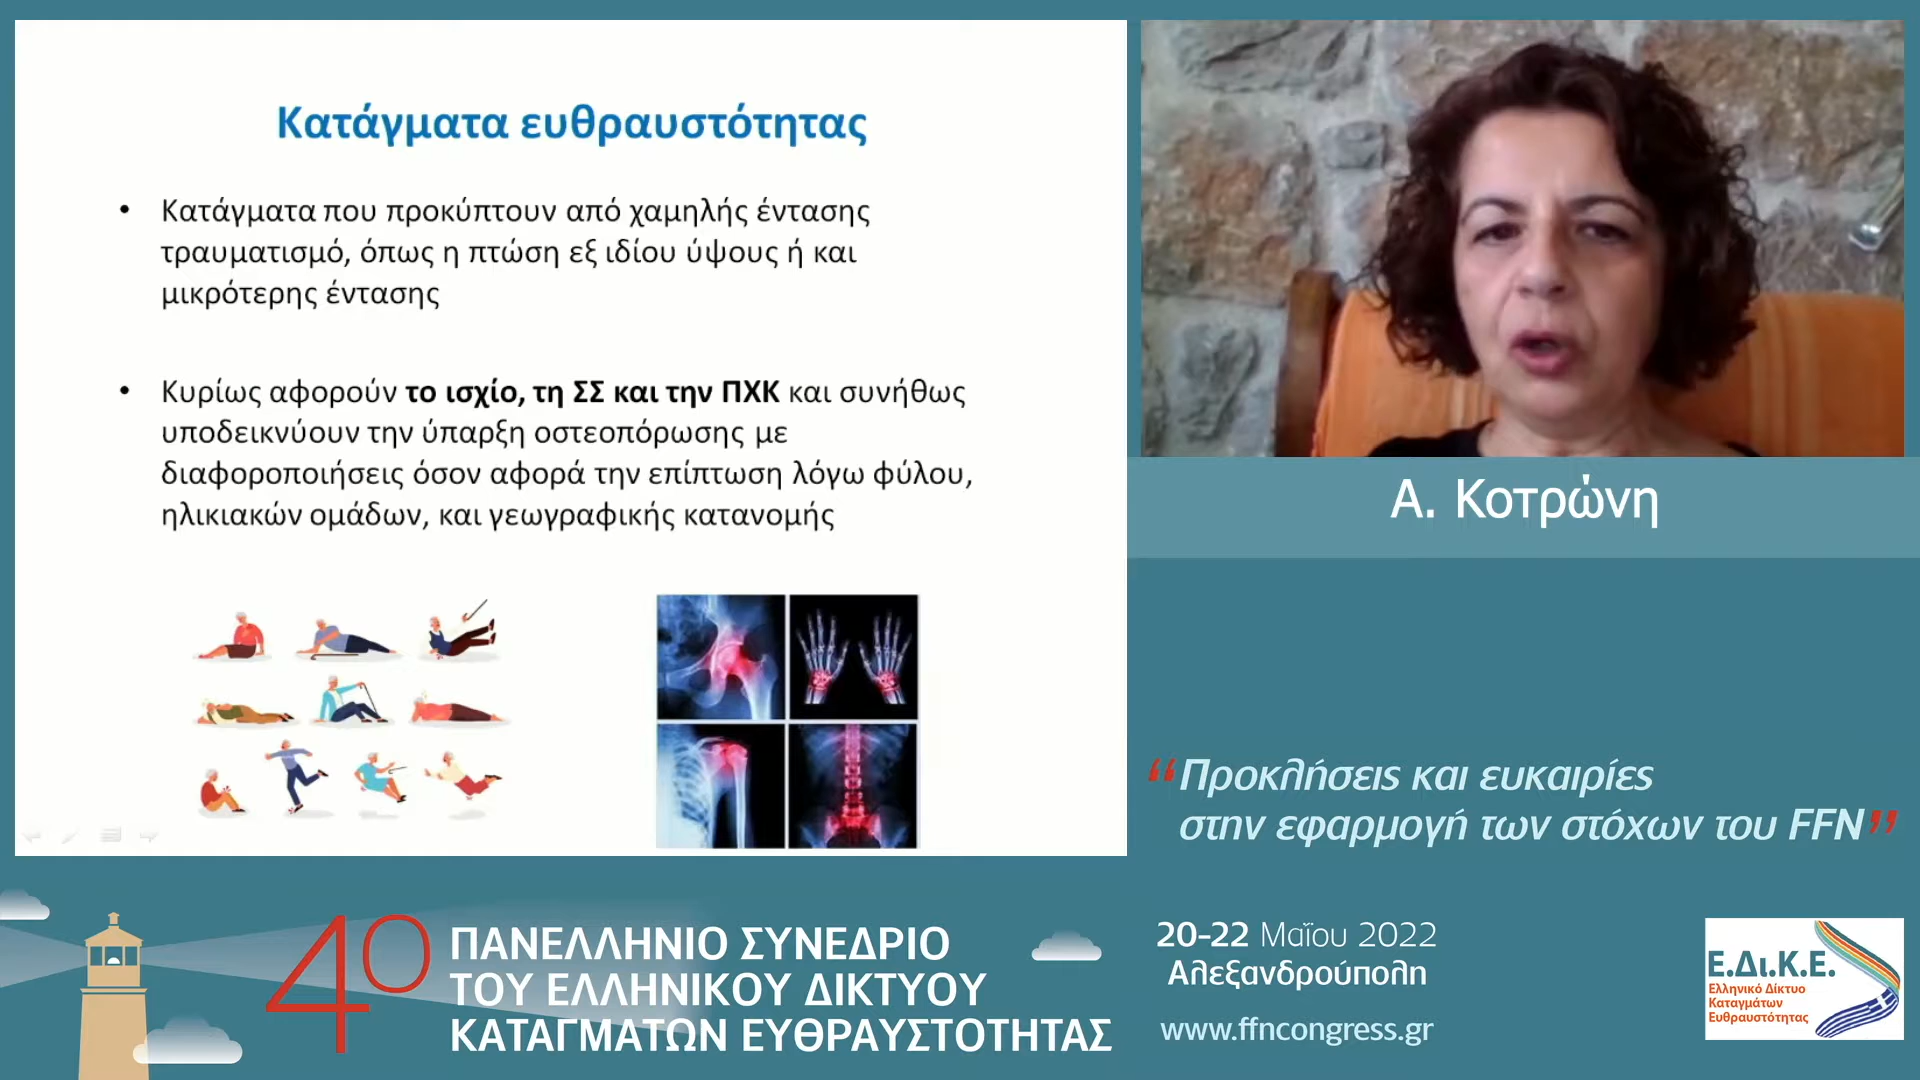 Κατάγματα ευθραυστότητας
• Κατάγματα που προκύπτουν από χαμηλής έντασης
τραυματισμό, όπως η πτώση εξ ιδίου ύψους ή και
μικρότερης έντασης
• Κυρίως αφορούν το ισχίο, τη ΣΣ και την ΠΧΚ και συνήθως
υποδεικνύουν την ύπαρξη οστεοπόρωσης με
διαφοροποιήσεις όσον αφορά την επίπτωση λόγω φύλου,
ηλικιακών ομάδων, και γεωγραφικής κατανομής
Α. Κοτρώνη
“Προκλήσεις και ευκαιρίες
στην εφαρμογή των στόχων του FFN”
4Ο ΠΑΝΕΛΛΗΝΙΟ ΣΥΝΕΔΡΙΟ
ΤΟΥ ΕΛΛΗΝΙΚΟΥ ΔΙΚΤΥΟΥ
ΚΑΤΑΓΜΑΤΩΝ ΕΥΘΡΑΥΣΤΟΤΗΤΑΣ
20-22 Μαΐου 2022
Αλεξανδρούπολη
www.ffncongress.gr
Ε.Δι.Κ.Ε.
Ελληνικό Δίκτυο
Καταγμάτων
Ευθραυστότητας